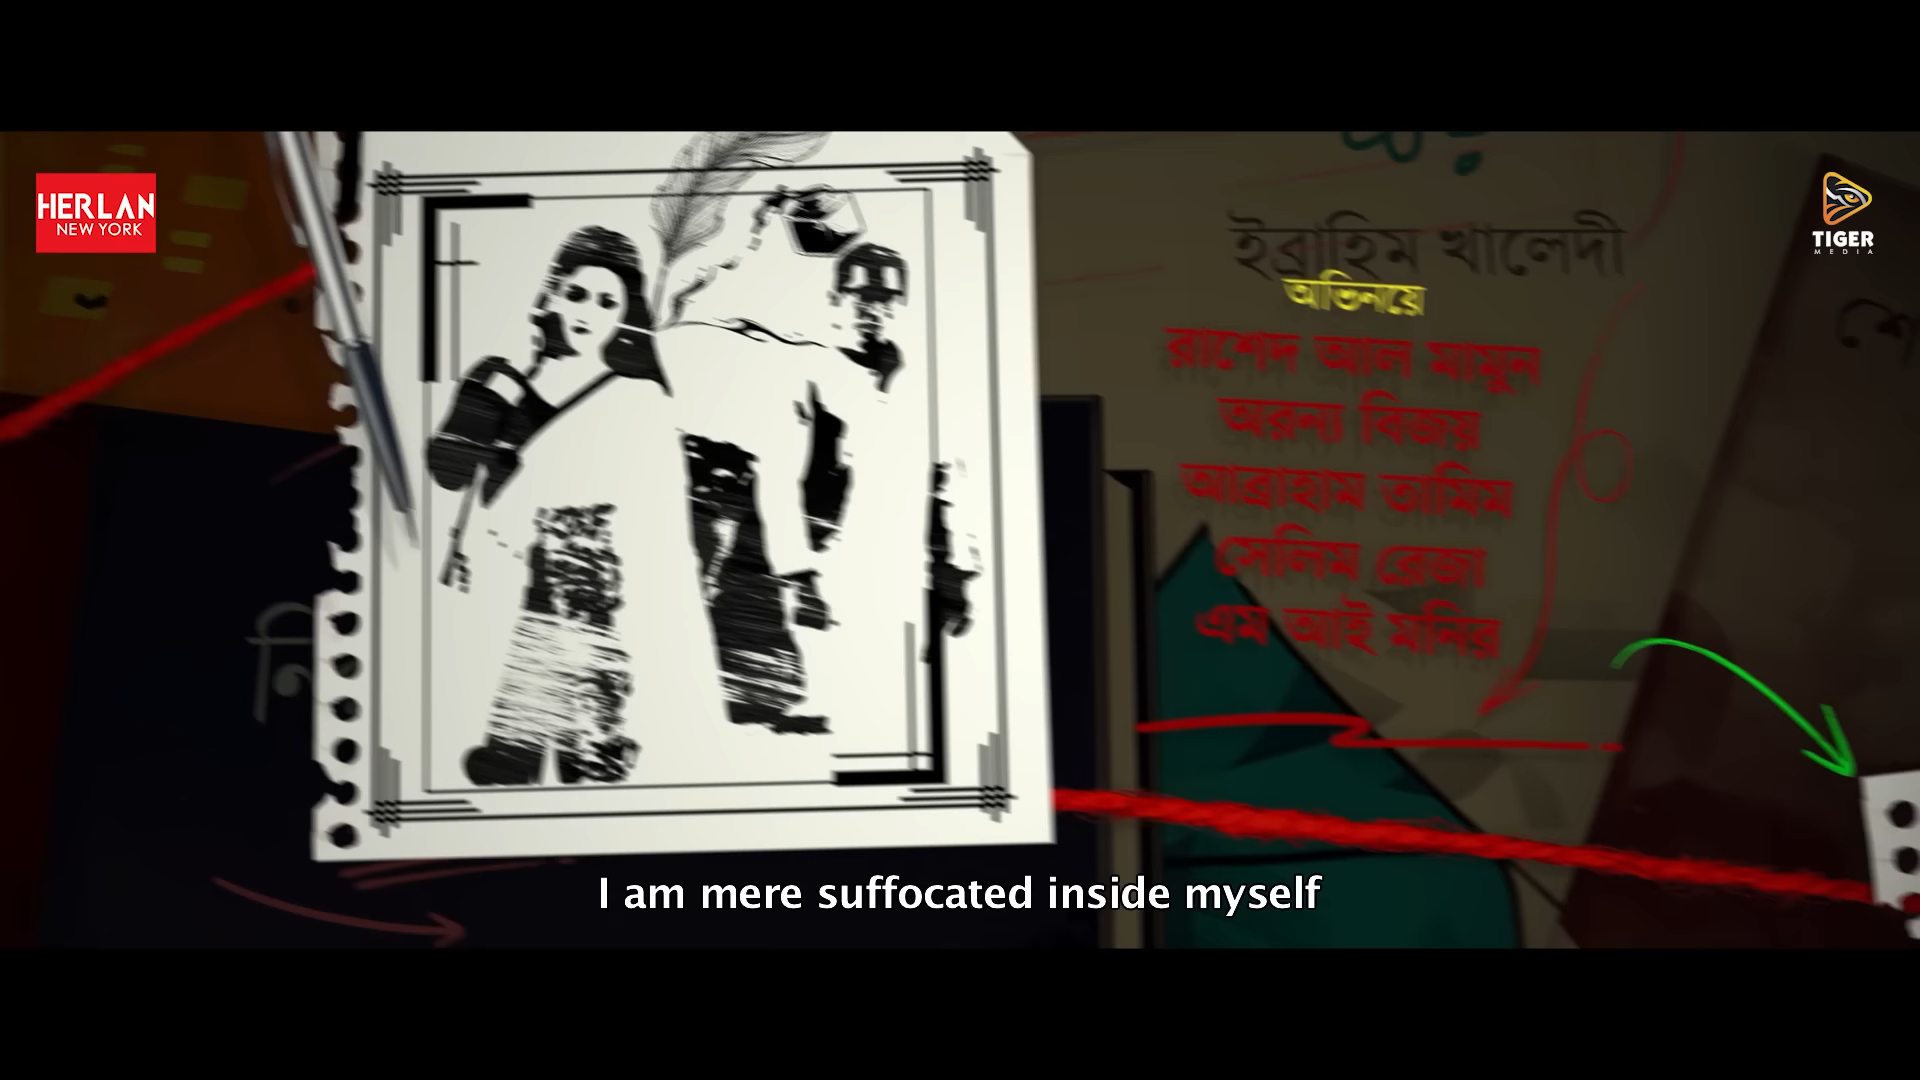 HERLAN
NEW YORK
TIGER
MEDIA
ইব্রাহিম খালেদী
অভিনয়ে
রাশেদ আল মামুন
অরন্য বিজয়
আব্রাহাম তামিম
সেলিম রেজা
এম আই মনির
I am mere suffocated inside myself